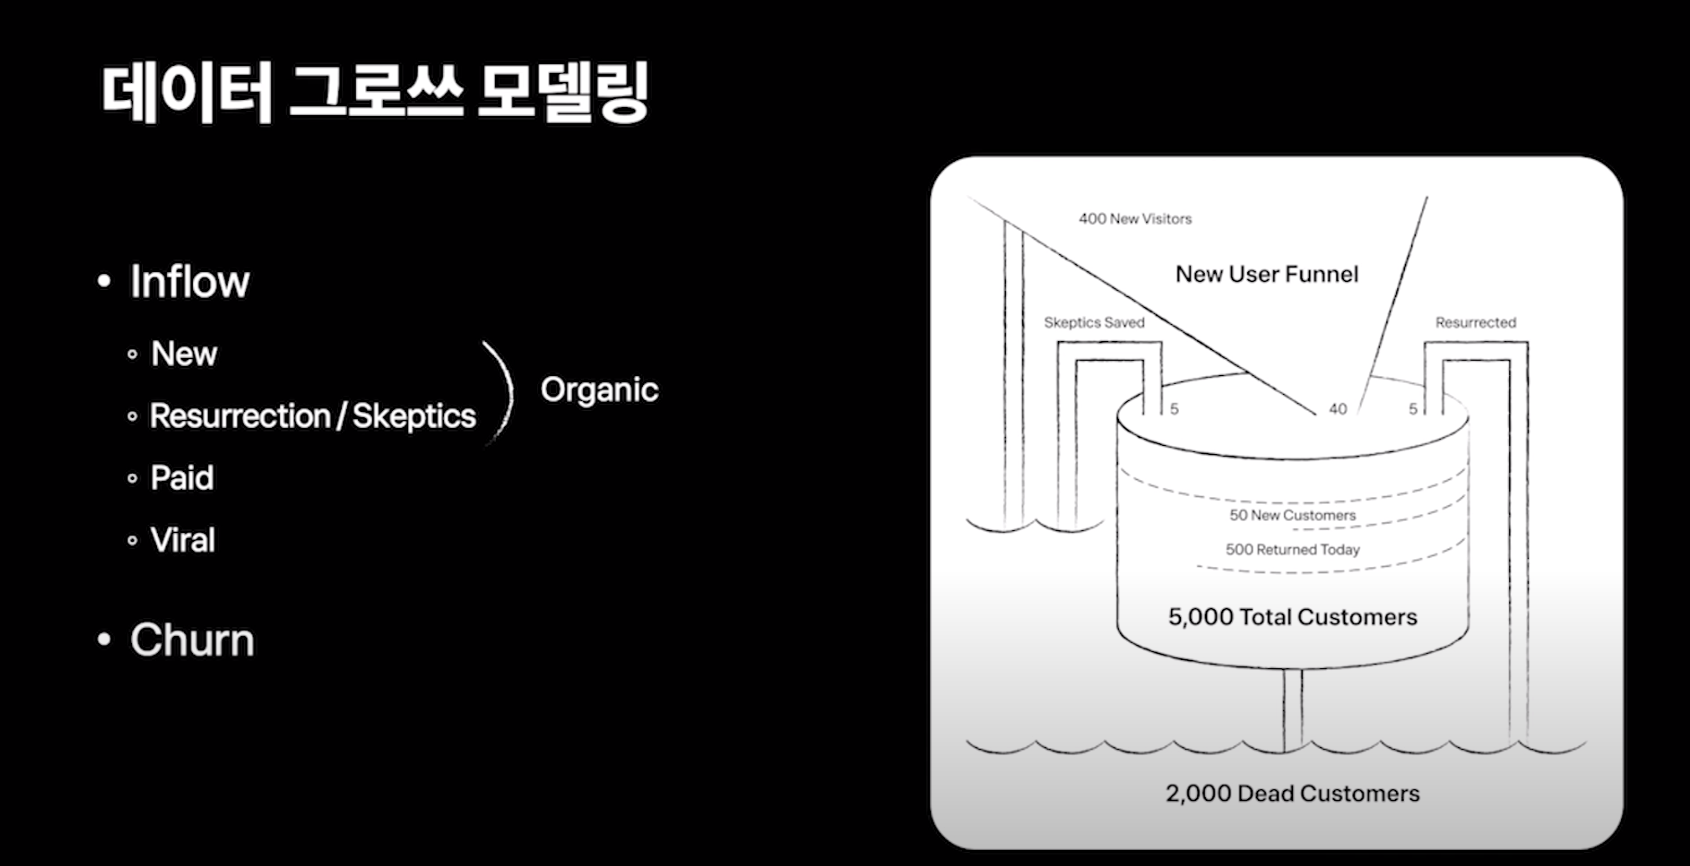 데이터 그로쓰 모델링
Inflow
New
Resurrection / Skeptics
Organic
Paid
Viral
Churn
400 New Visitors
New User Funnel
Skeptics Saved
Resurrected
5
40
5
50 New Customers
500 Returned Today
5,000 Total Customers
2,000 Dead Customers